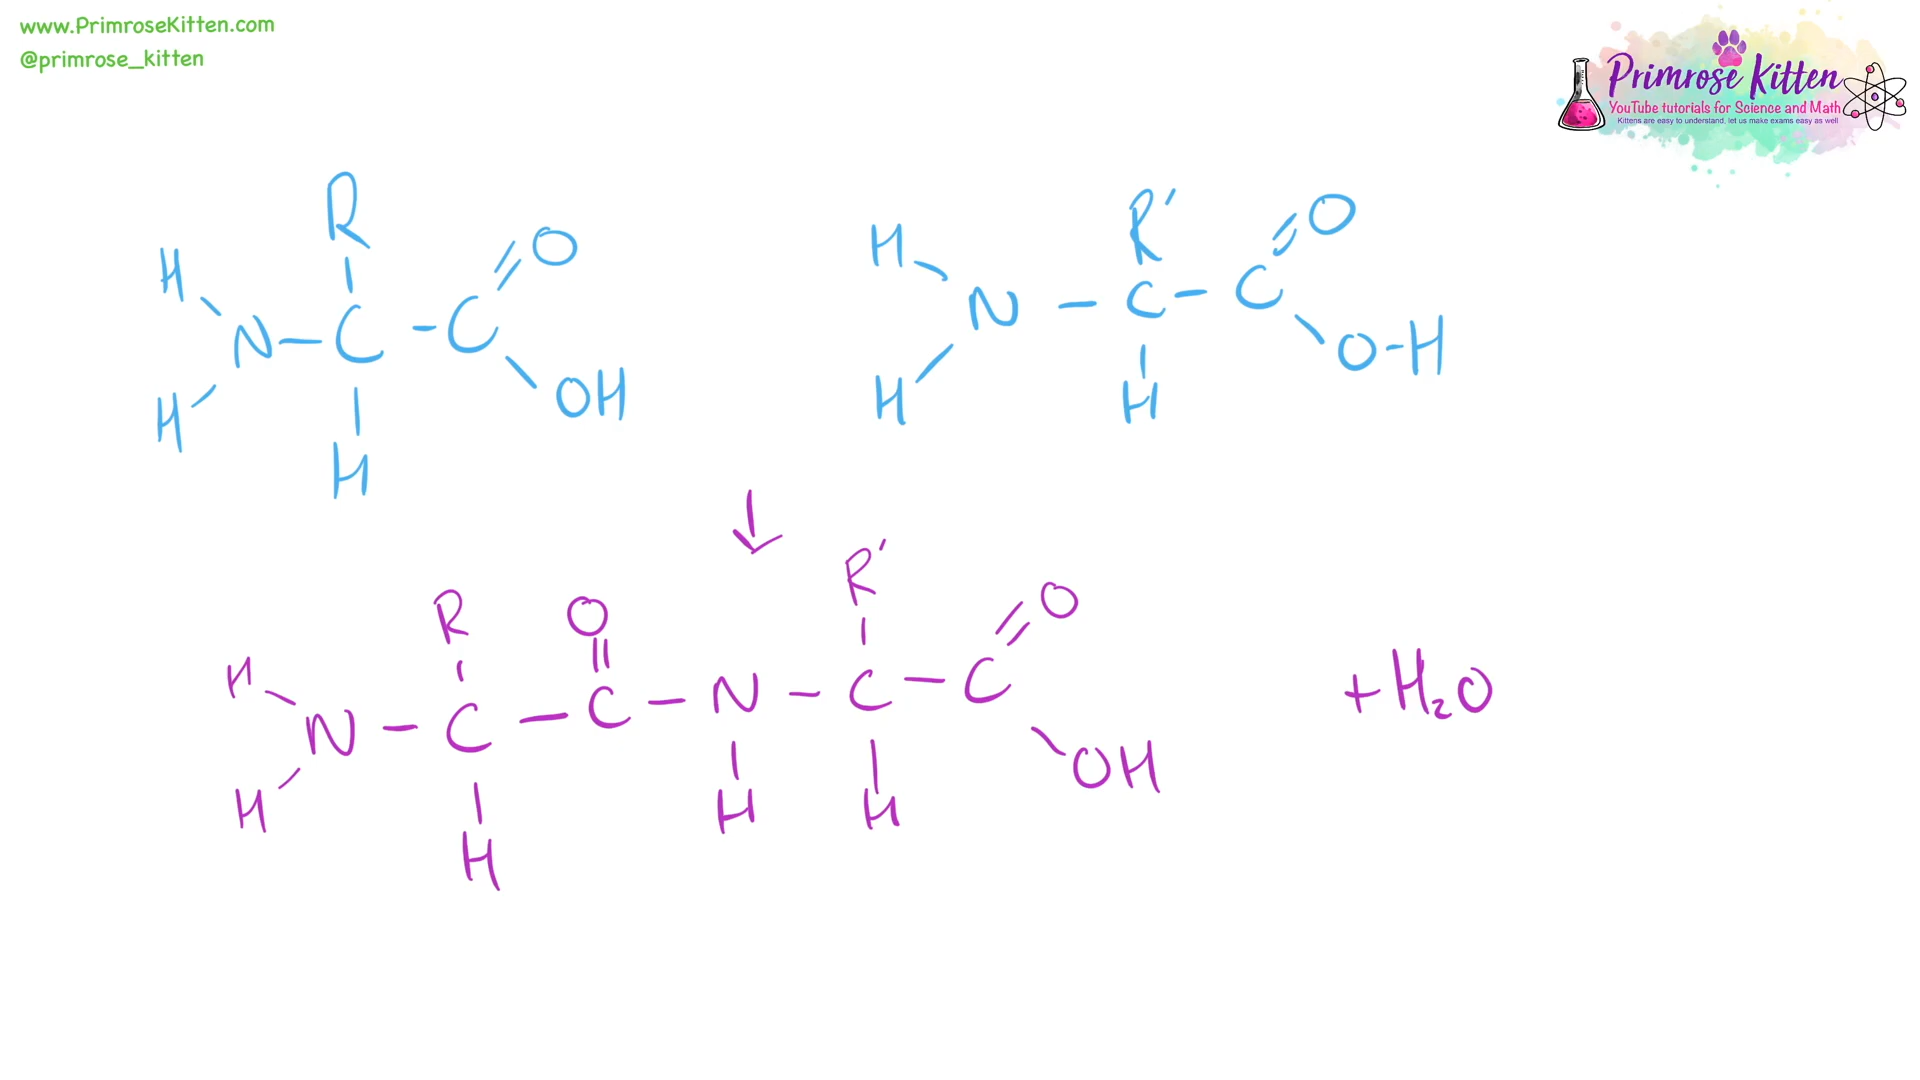 www.PrimroseKitten.com
@primrose_kitten
Primrose Kitten
YouTube tutorials for Science and Math
Kittens are easy to understand, let us make exams easy as well
R
H O
N - C - C
H OH
H
R′
H O
N - C - C
H O-H
H
↓
R O R′ O
H
N - C - C - N - C - C
H H H OH
H
+ H₂O